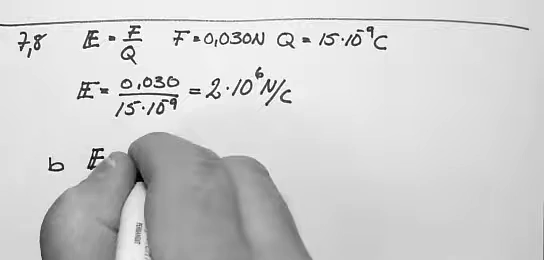 7,8 E = F/Q F=0,030N Q = 15·10⁻⁹C
E = 0,030/15·10⁻⁹ = 2·10⁶ N/C
b E